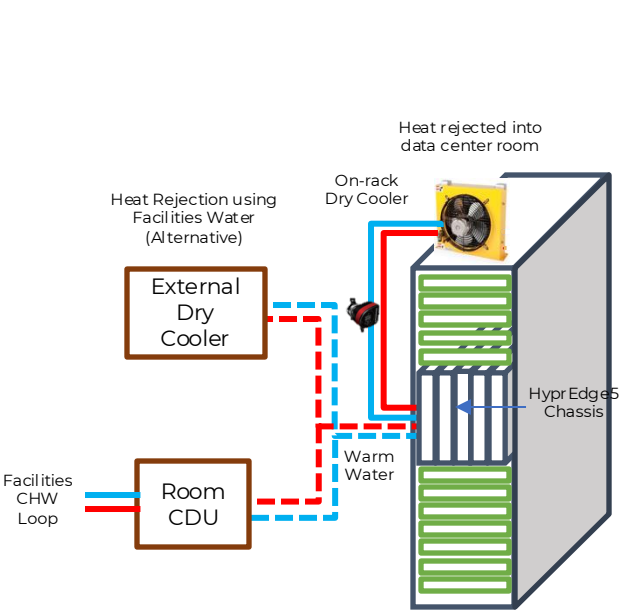 Heat rejected into
data center room
On-rack
Dry Cooler
Heat Rejection using
Facilities Water
(Alternative)
External
Dry
Cooler
HyprEdge5
Chassis
Warm
Water
Facilities
CHW
Loop
Room
CDU